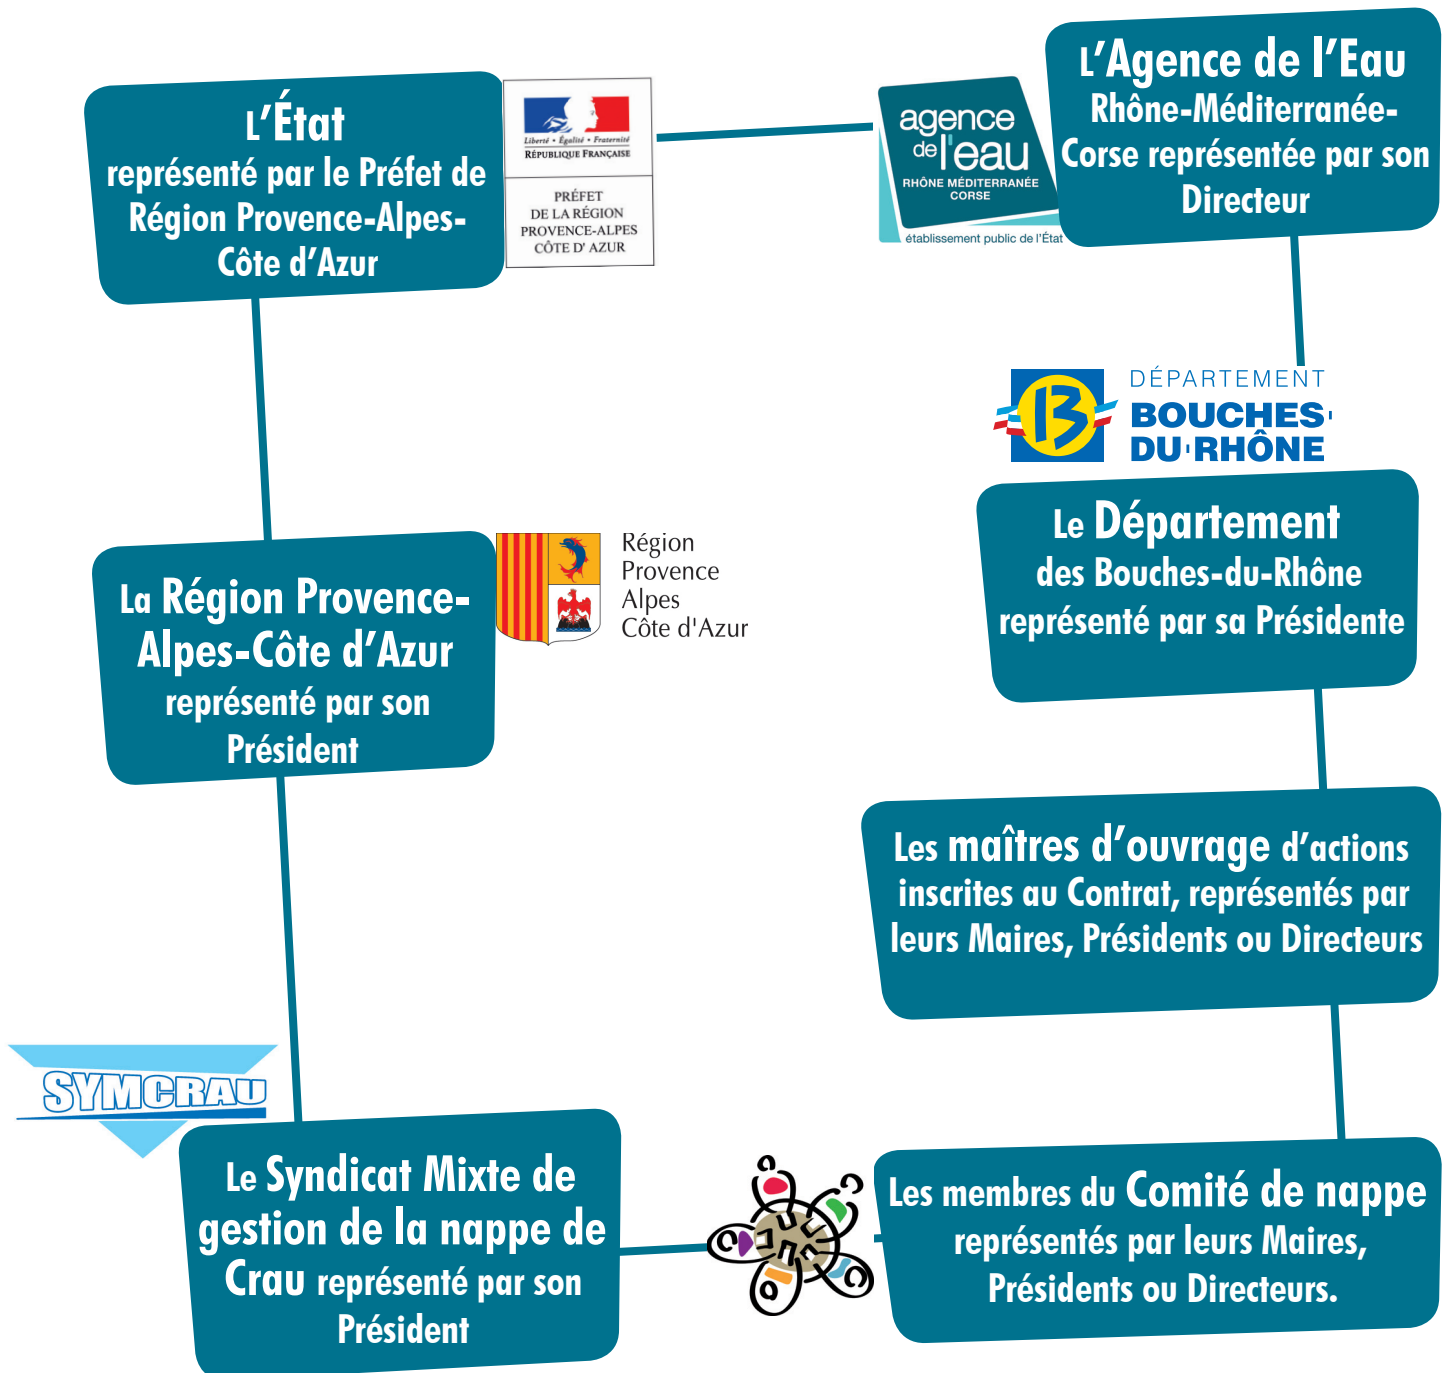 L'État
représenté par le Préfet de
Région Provence-Alpes-
Côte d'Azur
Liberté • Égalité • Fraternité
RÉPUBLIQUE FRANÇAISE
PRÉFET
DE LA RÉGION
PROVENCE-ALPES
CÔTE D' AZUR
agence
de l'eau
RHÔNE MÉDITERRANÉE
CORSE
établissement public de l'État
L'Agence de l'Eau
Rhône-Méditerranée-
Corse représentée par son
Directeur
DÉPARTEMENT
BOUCHES-
DU-RHÔNE
13
Le Département
des Bouches-du-Rhône
représenté par sa Présidente
La Région Provence-
Alpes-Côte d'Azur
représenté par son
Président
Région
Provence
Alpes
Côte d'Azur
Les maîtres d'ouvrage d'actions
inscrites au Contrat, représentés par
leurs Maires, Présidents ou Directeurs
SYMCRAU
Le Syndicat Mixte de
gestion de la nappe de
Crau représenté par son
Président
Les membres du Comité de nappe
représentés par leurs Maires,
Présidents ou Directeurs.